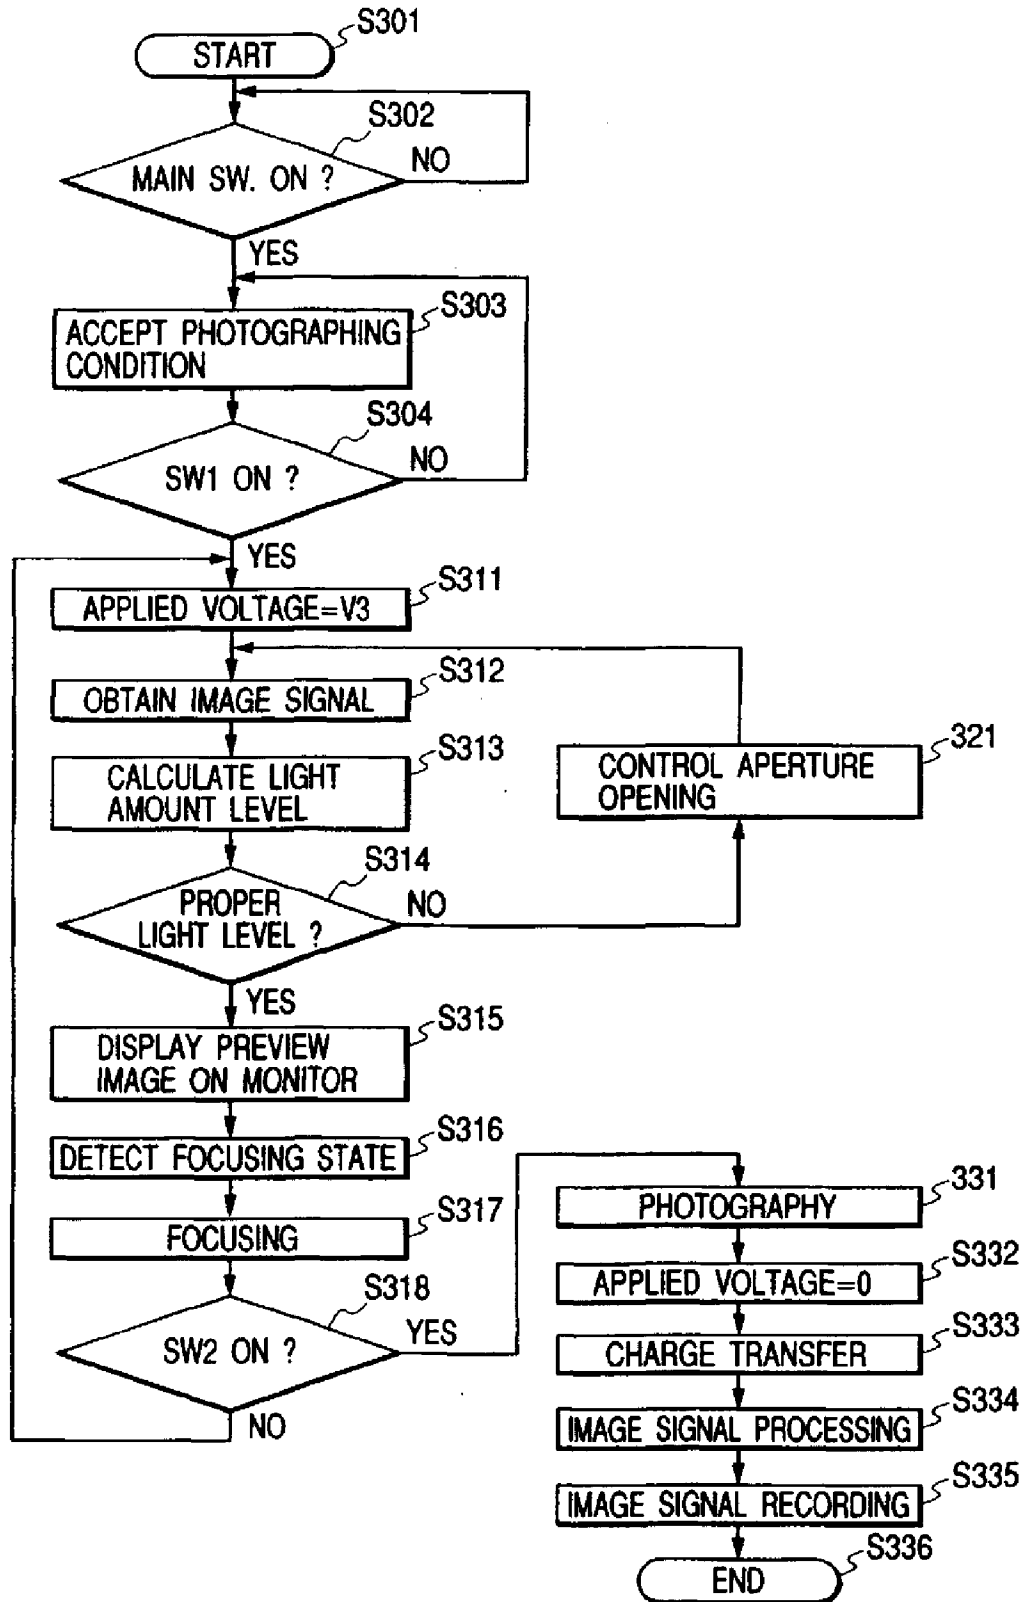 S301
START
S302
MAIN SW. ON ?
NO
YES
S303
ACCEPT PHOTOGRAPHING
CONDITION
S304
SW1 ON ?
NO
YES
S311
APPLIED VOLTAGE=V3
S312
OBTAIN IMAGE SIGNAL
S313
CALCULATE LIGHT
AMOUNT LEVEL
321
CONTROL APERTURE
OPENING
S314
PROPER
LIGHT LEVEL ?
NO
YES
S315
DISPLAY PREVIEW
IMAGE ON MONITOR
S316
DETECT FOCUSING STATE
S317
FOCUSING
S318
SW2 ON ?
YES
NO
331
PHOTOGRAPHY
S332
APPLIED VOLTAGE=0
S333
CHARGE TRANSFER
S334
IMAGE SIGNAL PROCESSING
S335
IMAGE SIGNAL RECORDING
S336
END